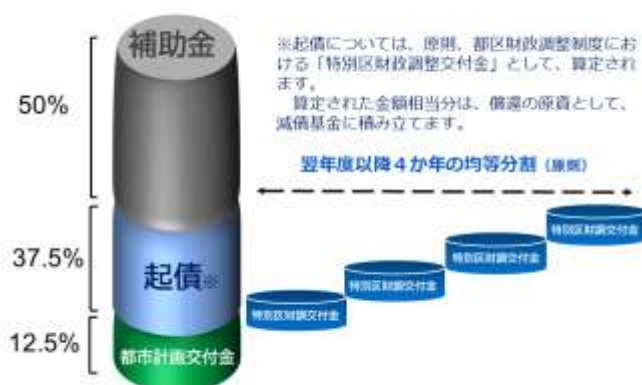 補助金
50%
※起債については、原則、都区財政調整制度にお
ける「特別区財政調整交付金」として、算定され
ます。
算定された金額相当分は、償還の原資として、
減債基金に積み立てます。
翌年度以降4か年の均等分割（原則）
特別区財調交付金
特別区財調交付金
特別区財調交付金
特別区財調交付金
37.5%
起債※
12.5%
都市計画交付金